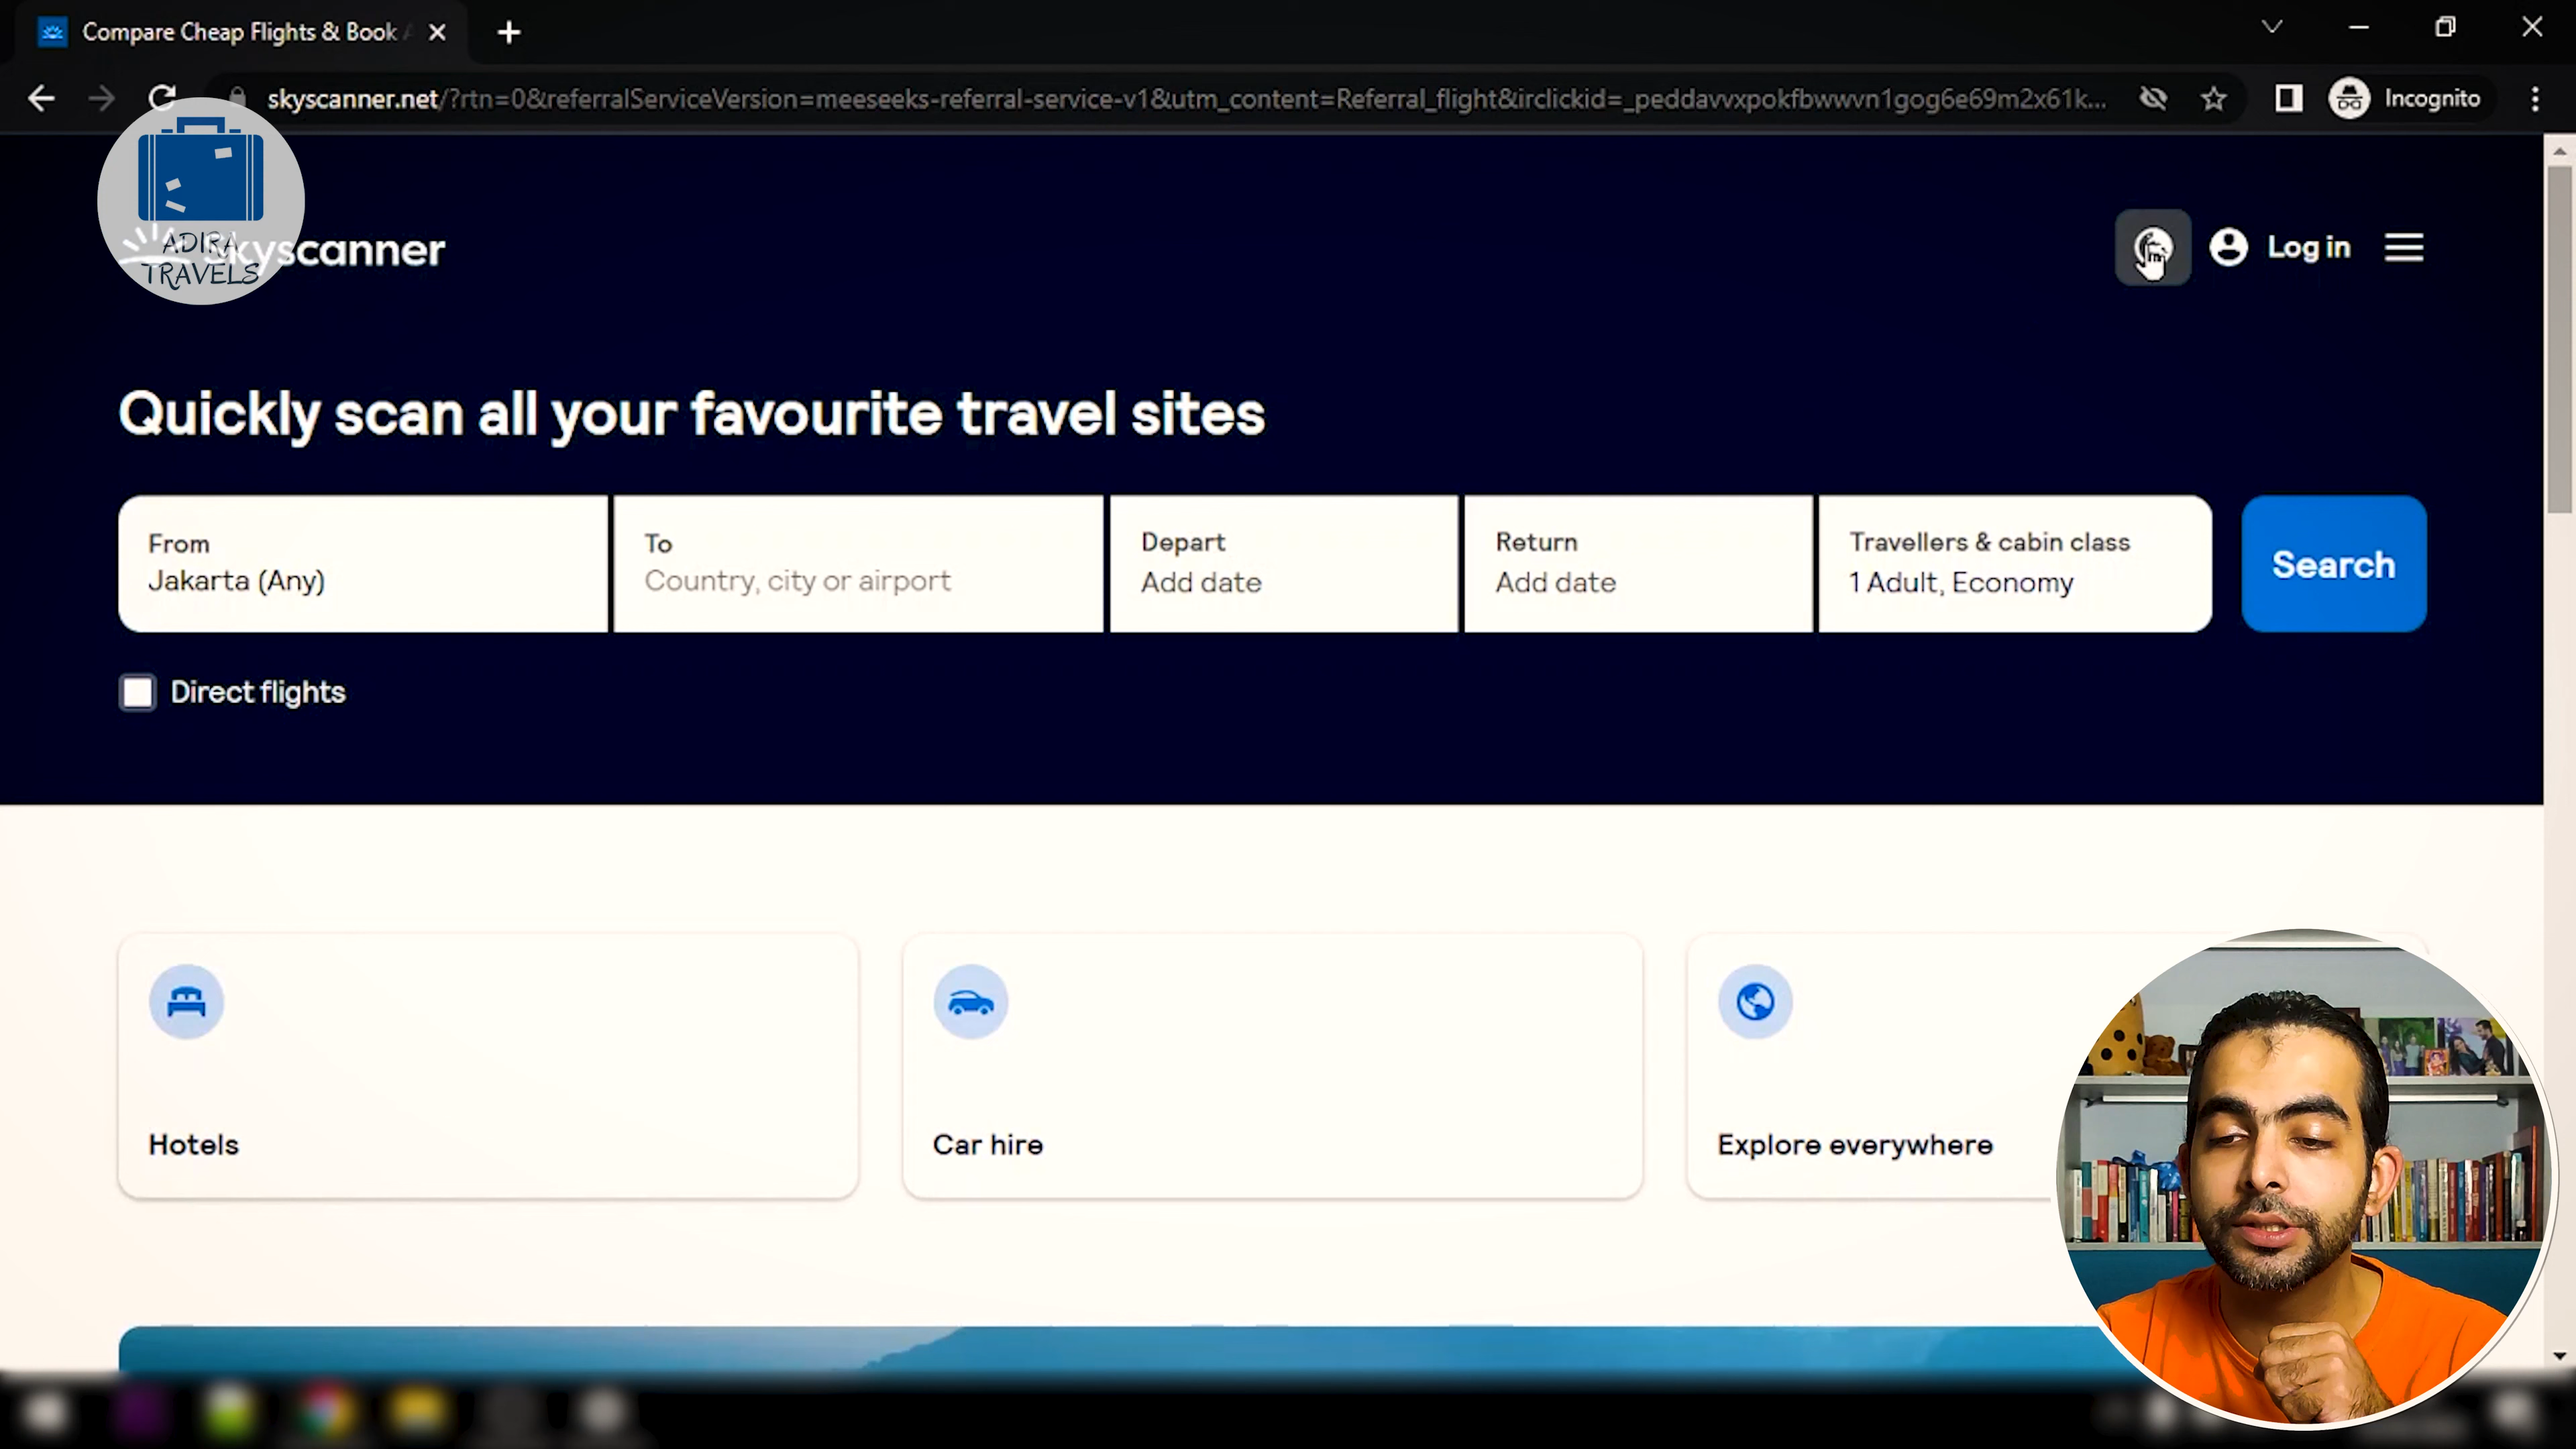 Compare Cheap Flights & Book
skyscanner.net/?rtn=0&referralServiceVersion=meeseeks-referral-service-v1&utm_content=Referral_flight&irclickid=_peddavvxpokfbwwvn1gog6e69m2x61k...
Incognito
ADIRA
TRAVELS
Skyscanner
Log in
Quickly scan all your favourite travel sites
From
Jakarta (Any)
To
Country, city or airport
Depart
Add date
Return
Add date
Travellers & cabin class
1 Adult, Economy
Search
Direct flights
Hotels
Car hire
Explore everywhere